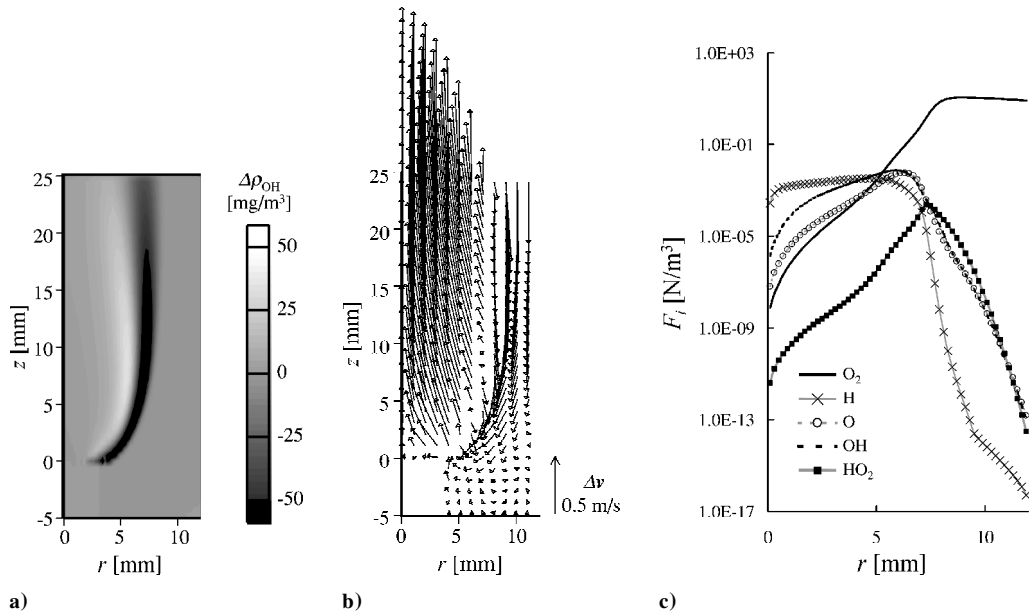 25
20
15
10
5
0
-5
z [mm]
0
5
10
r [mm]
Δρ_OH
[mg/m³]
50
25
0
-25
-50
a)
25
20
15
10
5
0
-5
z [mm]
0
5
10
r [mm]
Δv
0.5 m/s
b)
1.0E+03
1.0E-01
1.0E-05
1.0E-09
1.0E-13
1.0E-17
F_i [N/m³]
O₂
H
O
OH
HO₂
0
5
10
r [mm]
c)